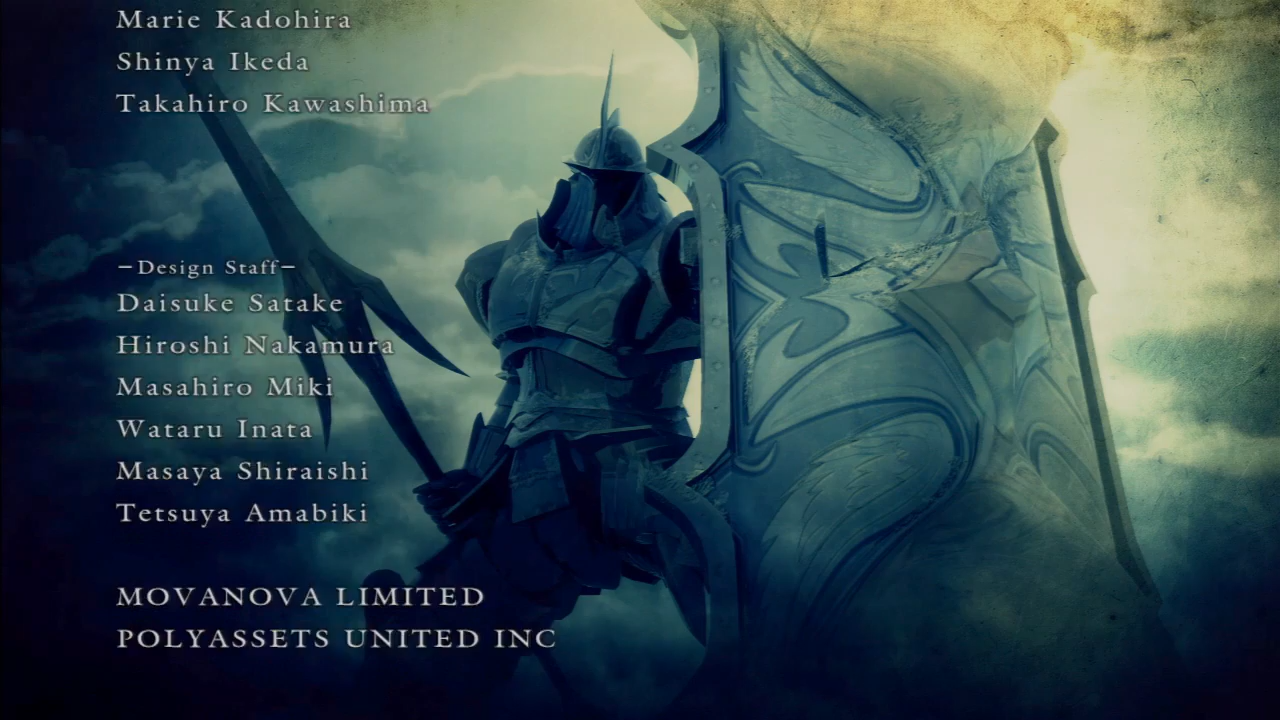 Marie Kadohira
Shinya Ikeda
Takahiro Kawashima
—Design Staff—
Daisuke Satake
Hiroshi Nakamura
Masahiro Miki
Wataru Inata
Masaya Shiraishi
Tetsuya Amabiki
MOVANOVA LIMITED
POLYASSETS UNITED INC